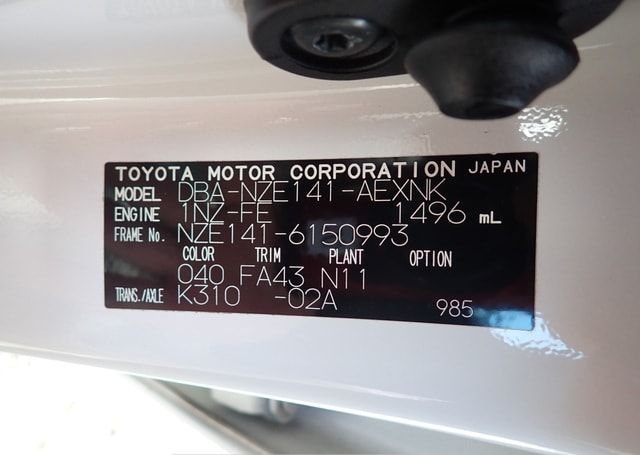 TOYOTA MOTOR CORPORATION JAPAN
MODEL DBA-NZE141-AEXNK
ENGINE 1NZ-FE 1496 mL
FRAME No. NZE141-6150993
COLOR TRIM PLANT OPTION
040 FA43 N11
TRANS./AXLE K310 -02A 985